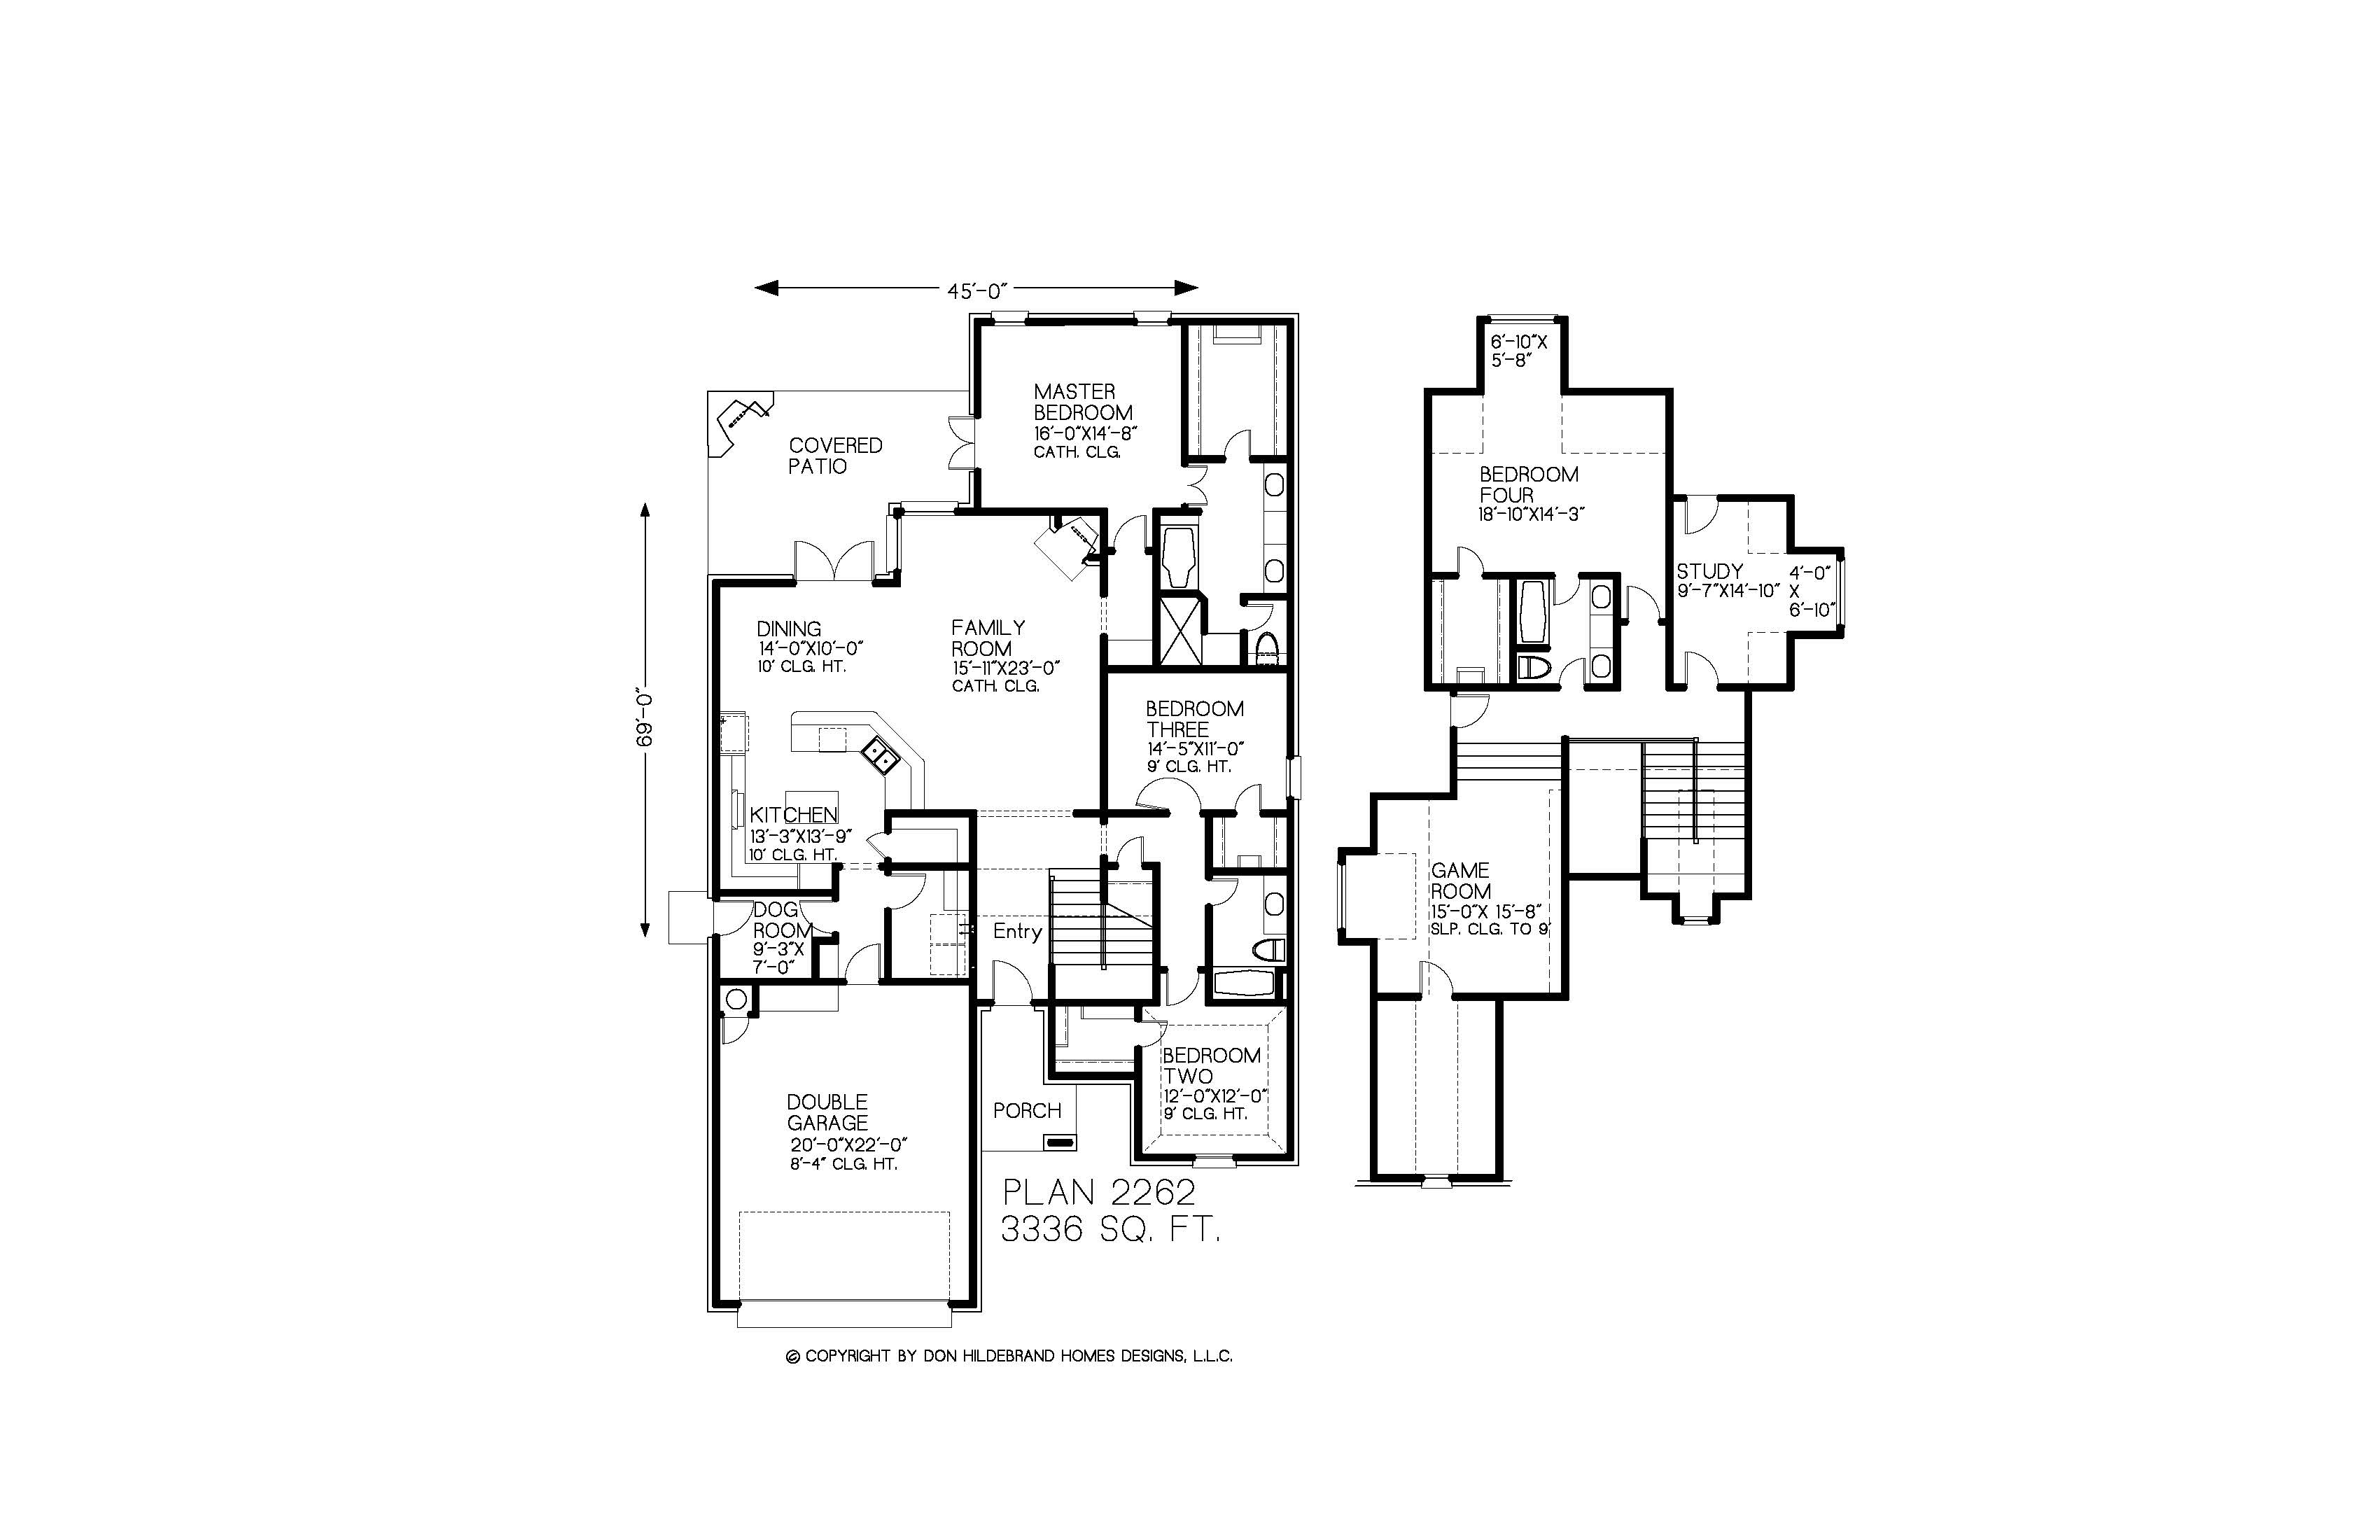 45'-0"
69'-0"
MASTER
BEDROOM
16'-0"X14'-8"
CATH. CLG.
COVERED
PATIO
DINING
14'-0"X10'-0"
10' CLG. HT.
FAMILY
ROOM
15'-11"X23'-0"
CATH. CLG.
BEDROOM
THREE
14'-5"X11'-0"
9' CLG. HT.
KITCHEN
13'-3"X13'-9"
10' CLG. HT.
DOG
ROOM
9'-3"X
7'-0"
Entry
BEDROOM
TWO
12'-0"X12'-0"
9' CLG. HT.
PORCH
DOUBLE
GARAGE
20'-0"X22'-0"
8'-4" CLG. HT.
PLAN 2262
3336 SQ. FT.
© COPYRIGHT BY DON HILDEBRAND HOMES DESIGNS, L.L.C.
6'-10"X
5'-8"
BEDROOM
FOUR
18'-10"X14'-3"
STUDY
9'-7"X14'-10"
4'-0"
X
6'-10"
GAME
ROOM
15'-0"X 15'-8"
SLP. CLG. TO 9'